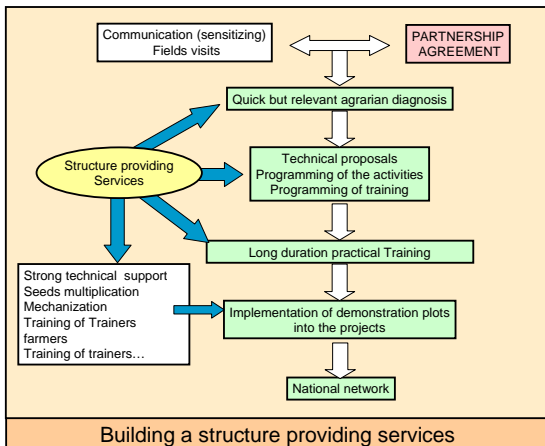 Communication (sensitizing)
Fields visits
PARTNERSHIP
AGREEMENT
Quick but relevant agrarian diagnosis
Structure providing
Services
Technical proposals
Programming of the activities
Programming of training
Long duration practical Training
Strong technical support
Seeds multiplication
Mechanization
Training of Trainers
farmers
Training of trainers…
Implementation of demonstration plots
into the projects
National network
Building a structure providing services